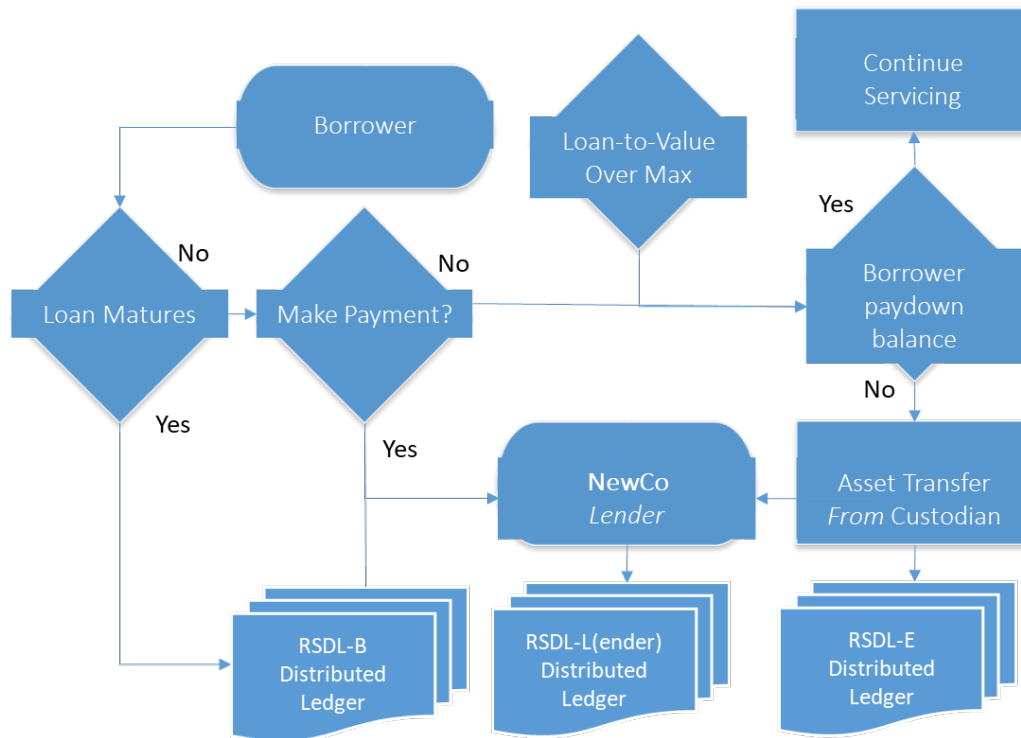 Borrower
Loan-to-Value
Over Max
Continue
Servicing
Loan Matures
No
Yes
Make Payment?
No
Yes
Yes
Borrower
paydown
balance
No
NewCo
Lender
Asset Transfer
From Custodian
RSDL-B
Distributed
Ledger
RSDL-L(ender)
Distributed
Ledger
RSDL-E
Distributed
Ledger